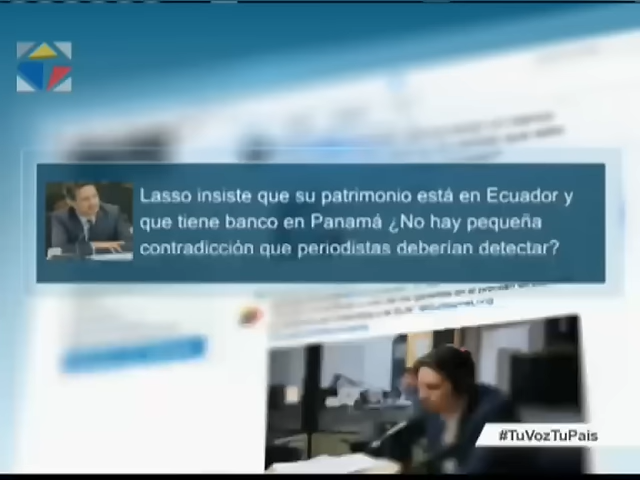 Lasso insiste que su patrimonio está en Ecuador y
que tiene banco en Panamá ¿No hay pequeña
contradicción que periodistas deberían detectar?
#TuVozTuPais